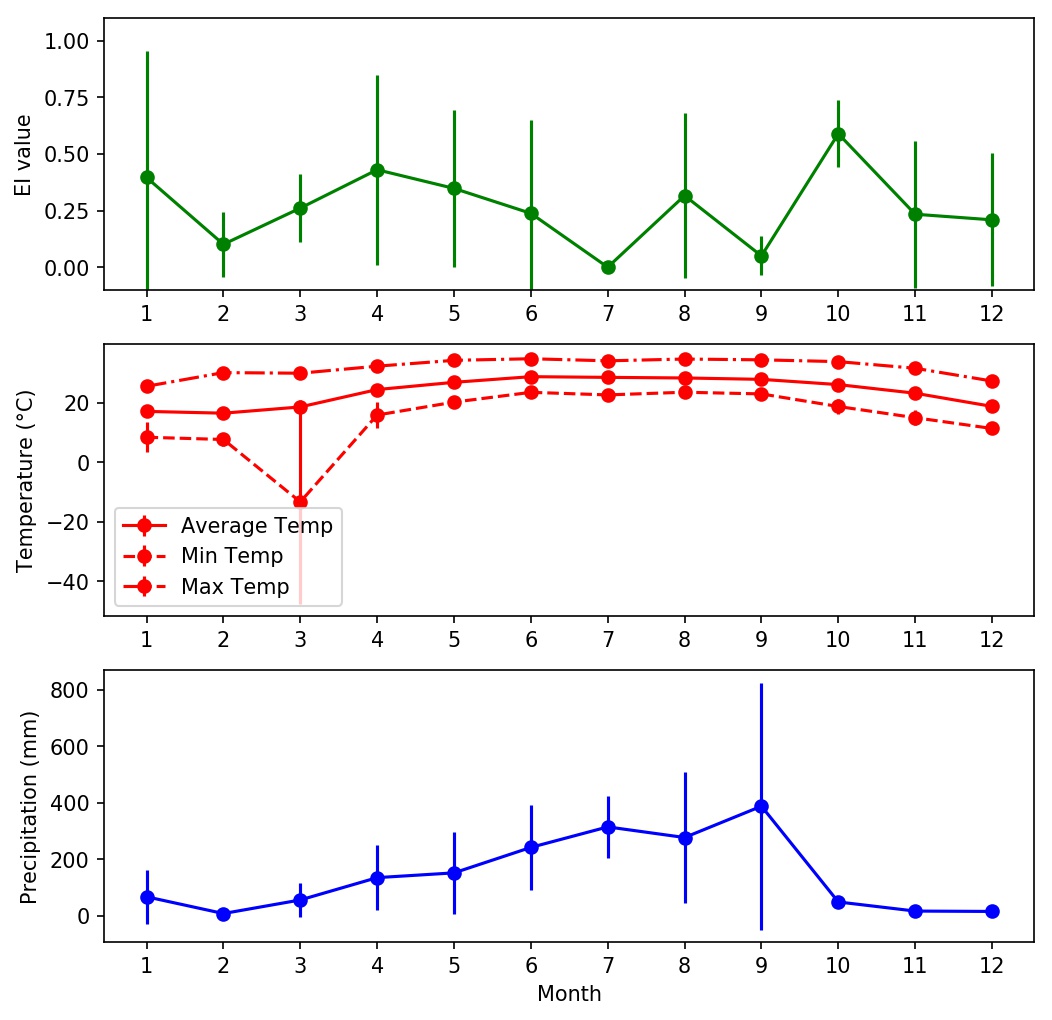 EI value
1.00
0.75
0.50
0.25
0.00
1 2 3 4 5 6 7 8 9 10 11 12
Temperature (°C)
20
0
−20
−40
Average Temp
Min Temp
Max Temp
1 2 3 4 5 6 7 8 9 10 11 12
Precipitation (mm)
800
600
400
200
0
1 2 3 4 5 6 7 8 9 10 11 12
Month